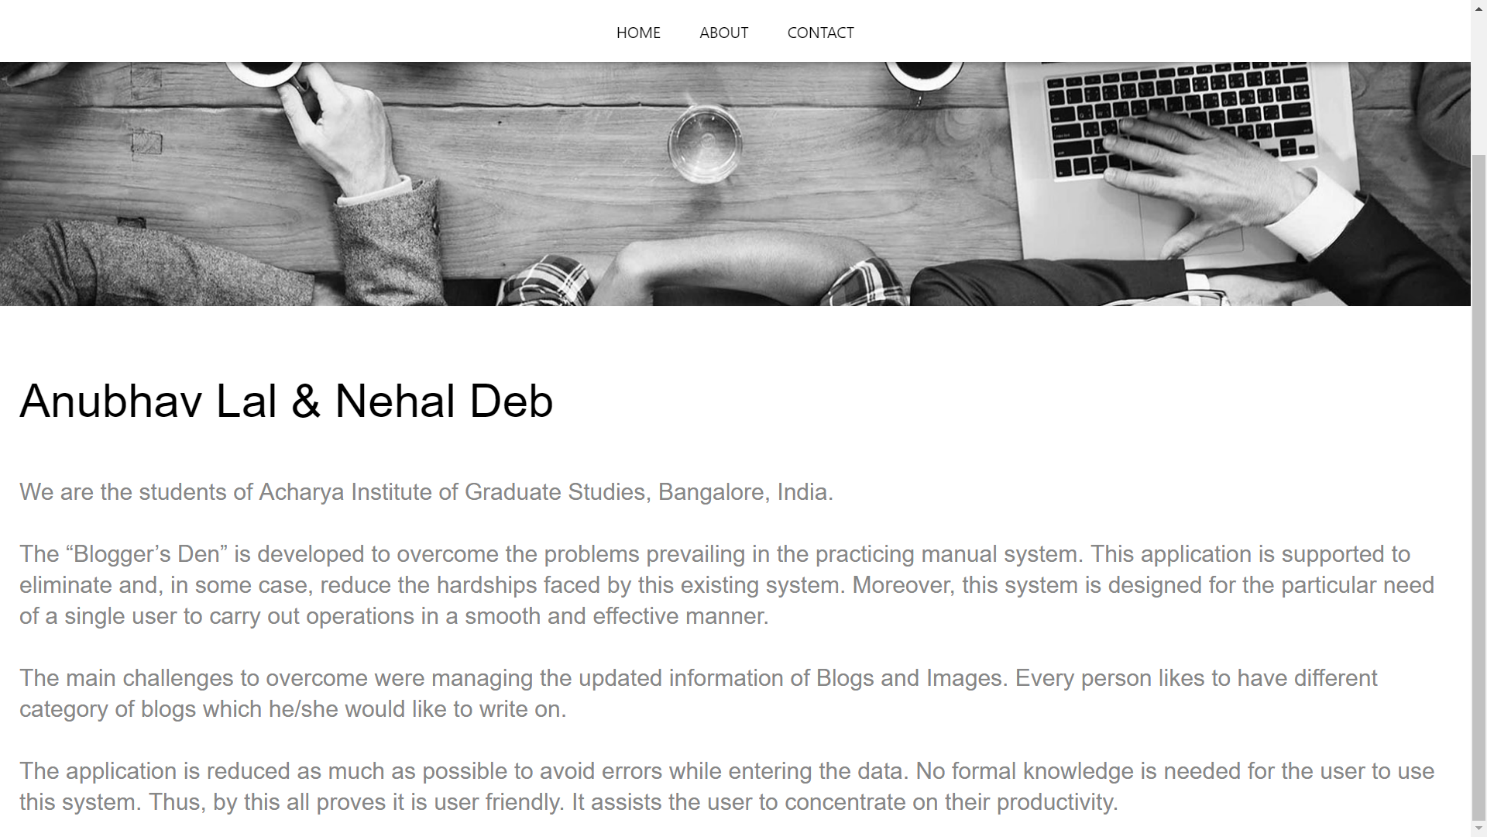 HOME ABOUT CONTACT
Anubhav Lal & Nehal Deb
We are the students of Acharya Institute of Graduate Studies, Bangalore, India.
The “Blogger’s Den” is developed to overcome the problems prevailing in the practicing manual system. This application is supported to
eliminate and, in some case, reduce the hardships faced by this existing system. Moreover, this system is designed for the particular need
of a single user to carry out operations in a smooth and effective manner.
The main challenges to overcome were managing the updated information of Blogs and Images. Every person likes to have different
category of blogs which he/she would like to write on.
The application is reduced as much as possible to avoid errors while entering the data. No formal knowledge is needed for the user to use
this system. Thus, by this all proves it is user friendly. It assists the user to concentrate on their productivity.